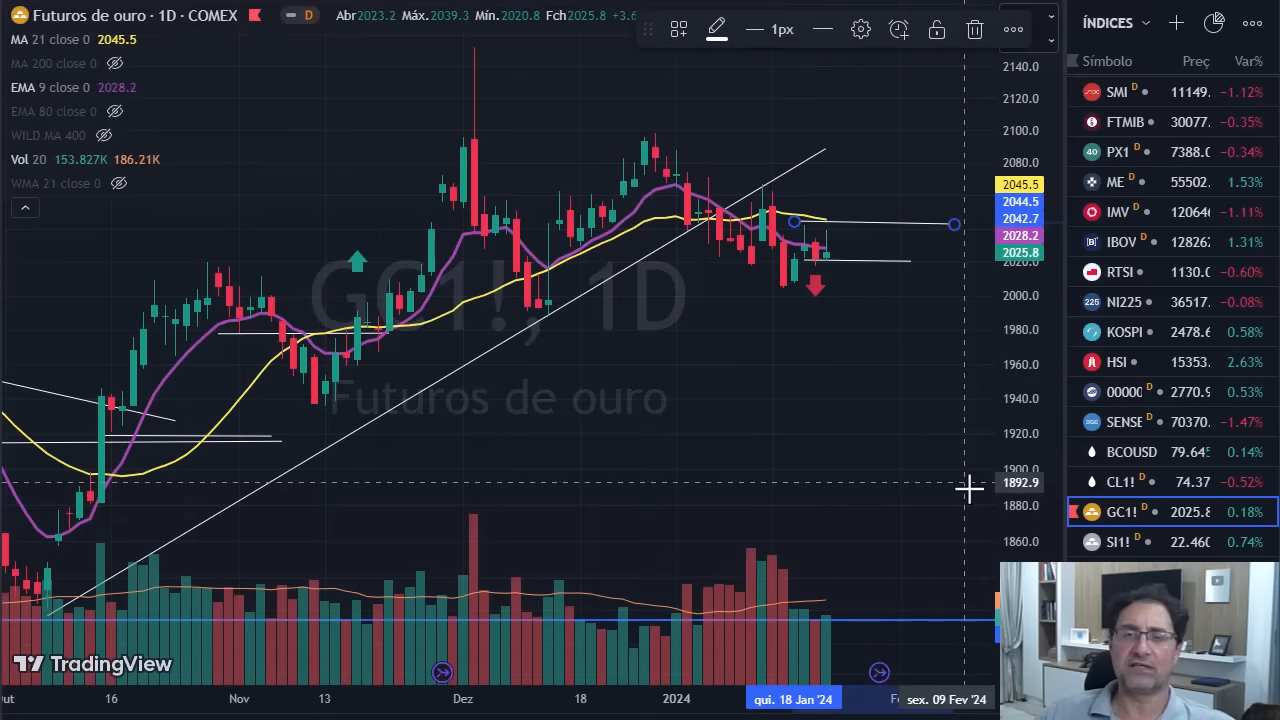 Futuros de ouro · 1D · COMEX D Abr2023.2 Máx.2039.3 Mín.2020.8 Fch2025.8 +3.6
MA 21 close 0 2045.5
MA 200 close 0
EMA 9 close 0 2028.2
EMA 80 close 0
WILD MA 400
Vol 20 153.827K 186.21K
WMA 21 close 0
1px
GC1!, 1D
Futuros de ouro
2140.0
2120.0
2100.0
2080.0
2045.5
2044.5
2042.7
2028.2
2025.8
2020.0
2000.0
1980.0
1960.0
1940.0
1920.0
1900.0
1892.9
1880.0
1860.0
TradingView
Out 16 Nov 13 Dez 18 2024 qui. 18 Jan '24 sex. 09 Fev '24
ÍNDICES
Símbolo Preç Var%
SMI D 11149. −1.12%
FTMIB 30077. −0.35%
PX1 D 7388.0 −0.34%
ME D 55502. 1.53%
IMV D 12064 −1.11%
IBOV D 12826 1.31%
RTSI 1130.0 −0.60%
NI225 36517. −0.08%
KOSPI 2478.6 0.58%
HSI 15353. 2.63%
0000 D 2770.9 0.53%
SENSE D 70370. −1.47%
BCOUSD 79.64 0.14%
CL1! D 74.37 −0.52%
GC1! D 2025.8 0.18%
SI1! D 22.460 0.74%